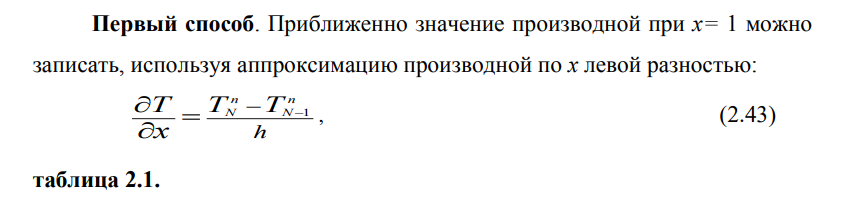 Первый способ. Приближенно значение производной при x= 1 можно
записать, используя аппроксимацию производной по x левой разностью:
∂T/∂x = (T_N^n − T_{N−1}^n)/h , (2.43)
таблица 2.1.